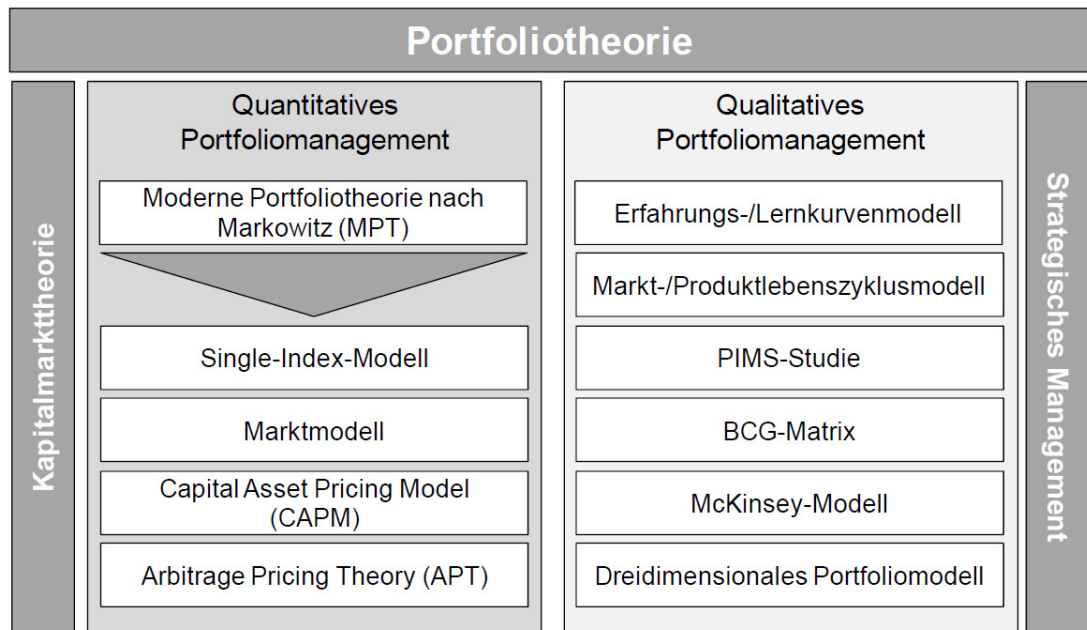 Portfoliotheorie
Kapitalmarkttheorie
Quantitatives
Portfoliomanagement
Moderne Portfoliotheorie nach
Markowitz (MPT)
Single-Index-Modell
Marktmodell
Capital Asset Pricing Model
(CAPM)
Arbitrage Pricing Theory (APT)
Qualitatives
Portfoliomanagement
Erfahrungs-/Lernkurvenmodell
Markt-/Produktlebenszyklusmodell
PIMS-Studie
BCG-Matrix
McKinsey-Modell
Dreidimensionales Portfoliomodell
Strategisches Management